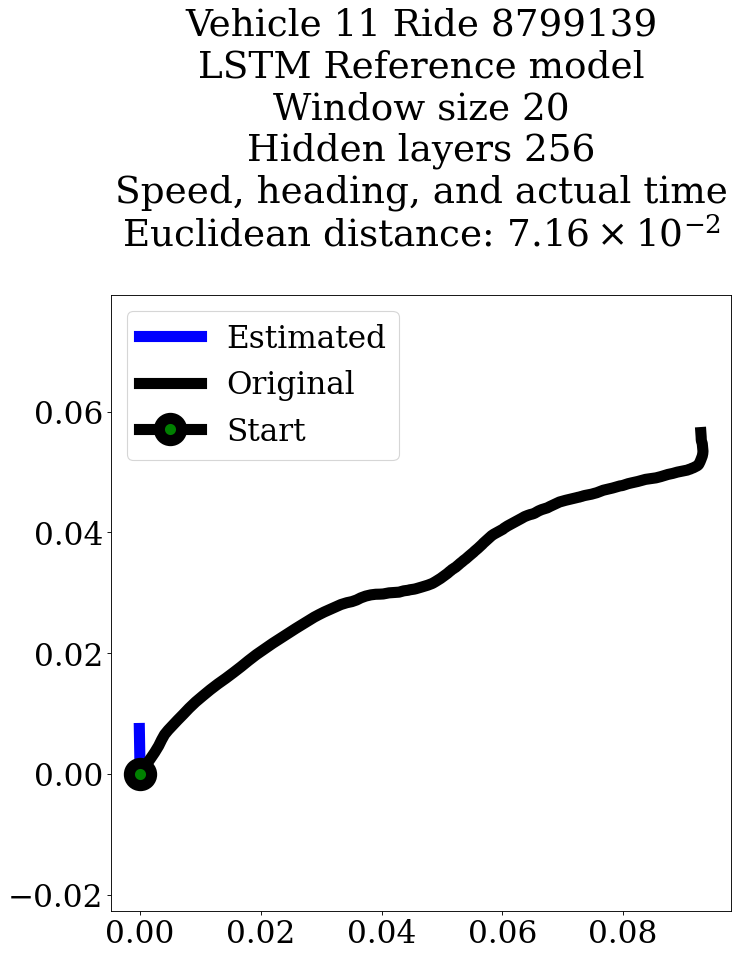 Vehicle 11 Ride 8799139
LSTM Reference model
Window size 20
Hidden layers 256
Speed, heading, and actual time
Euclidean distance: 7.16 × 10⁻²
Estimated
Original
Start
0.06
0.04
0.02
0.00
−0.02
0.00 0.02 0.04 0.06 0.08